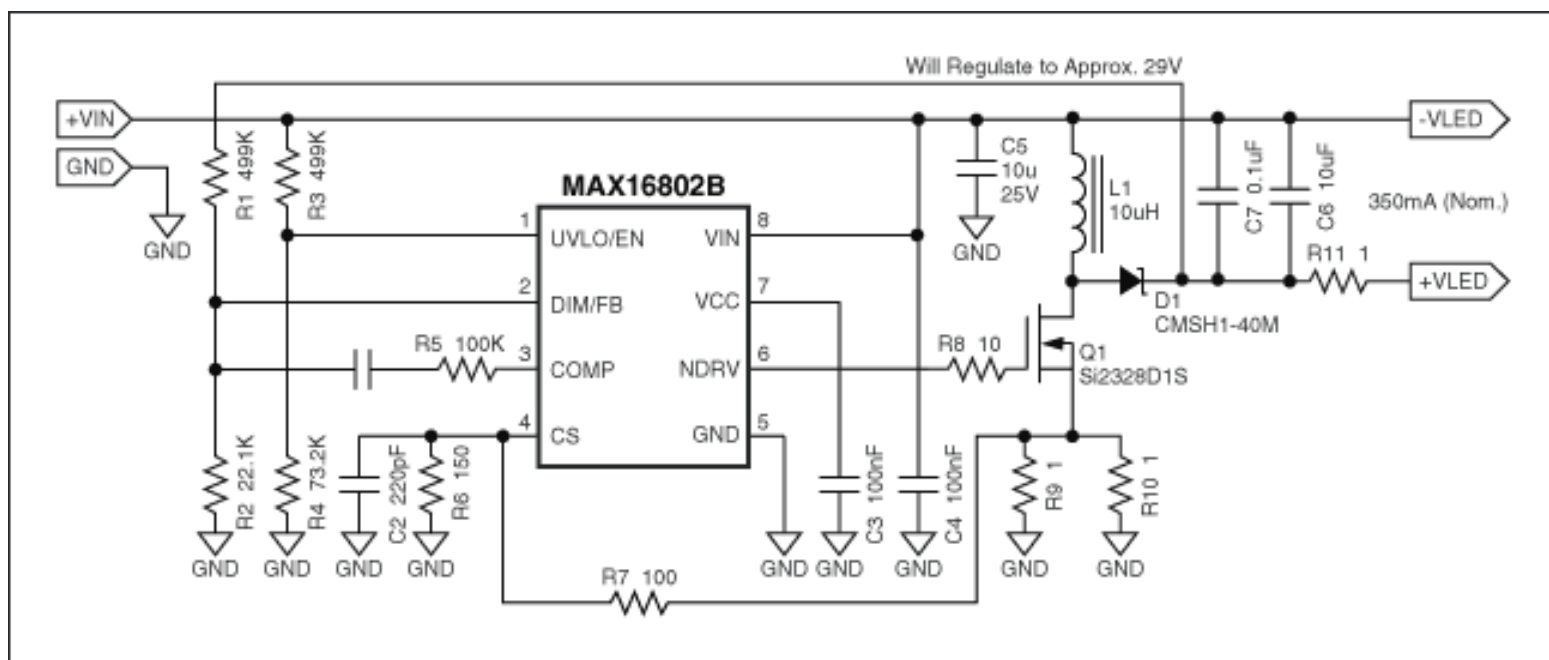 Will Regulate to Approx. 29V
+VIN
-VLED
GND
GND
R1 499K
R3 499K
MAX16802B
C5
10u
25V
GND
L1
10uH
C7 0.1uF
C6 10uF
350mA (Nom.)
1
UVLO/EN
VIN
8
2
DIM/FB
VCC
7
R11 1
+VLED
D1
CMSH1-40M
R5 100K
3
COMP
NDRV
6
R8 10
Q1
Si2328D1S
4
CS
GND
5
R2 22.1K
R4 73.2K
C2 220pF
R6 150
C3 100nF
C4 100nF
R9 1
R10 1
GND
GND
GND
GND
GND
GND
GND
GND
GND
R7 100